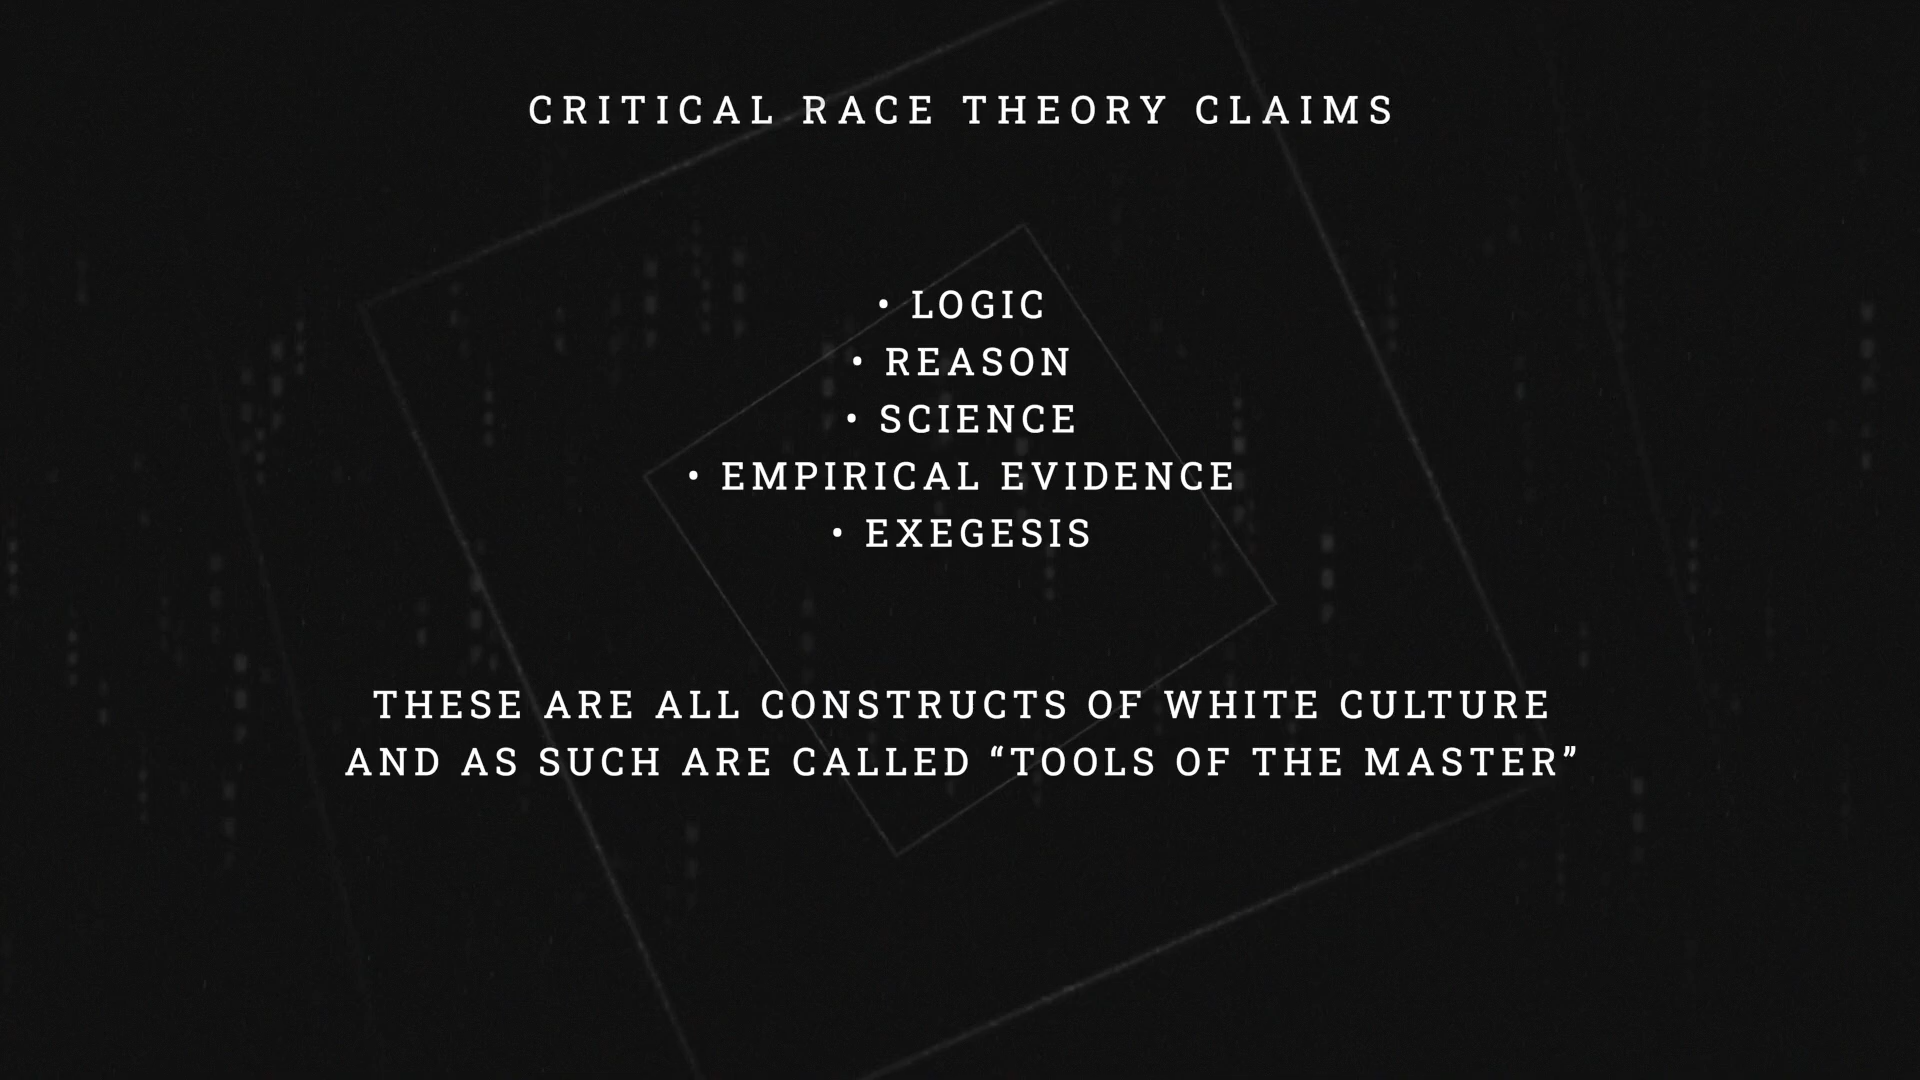 CRITICAL RACE THEORY CLAIMS
• LOGIC
• REASON
• SCIENCE
• EMPIRICAL EVIDENCE
• EXEGESIS
THESE ARE ALL CONSTRUCTS OF WHITE CULTURE
AND AS SUCH ARE CALLED “TOOLS OF THE MASTER”